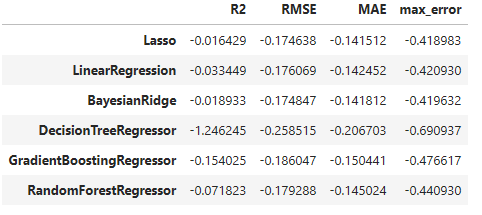 R2 RMSE MAE max_error
Lasso -0.016429 -0.174638 -0.141512 -0.418983
LinearRegression -0.033449 -0.176069 -0.142452 -0.420930
BayesianRidge -0.018933 -0.174847 -0.141812 -0.419632
DecisionTreeRegressor -1.246245 -0.258515 -0.206703 -0.690937
GradientBoostingRegressor -0.154025 -0.186047 -0.150441 -0.476617
RandomForestRegressor -0.071823 -0.179288 -0.145024 -0.440930